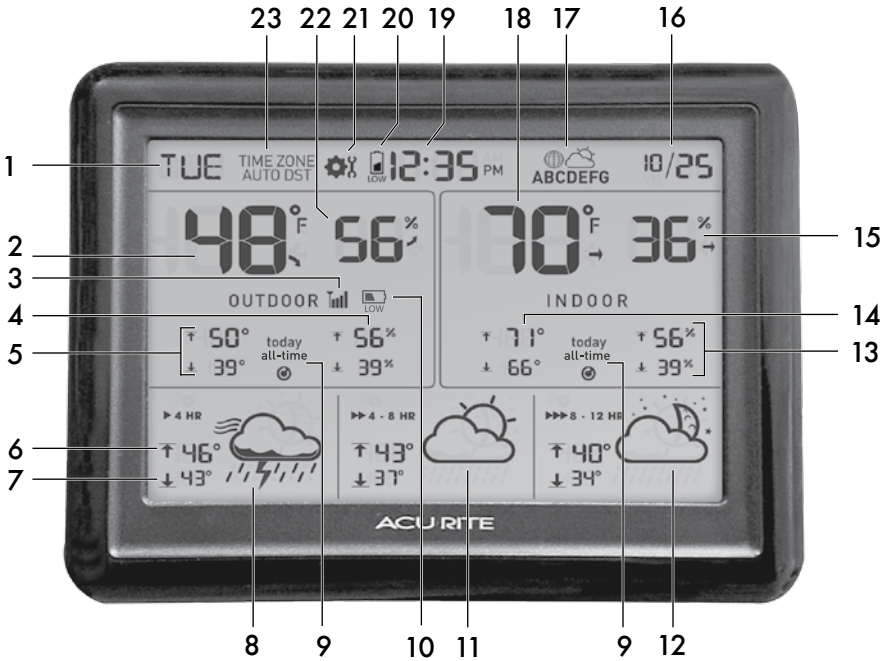 23 22 21 20 19 18 17 16
1 TUE TIME ZONE AUTO DST LOW 12:35 AM PM ABCDEFG 10/25
2 48°F 56% 70°F 36% 15
3 OUTDOOR LOW INDOOR
4 14
5 ↑ 50° today ↑ 56% ↑ 71° today ↑ 56% 13
↓ 39° all-time ↓ 39% ↓ 66° all-time ↓ 39%
▶ 4 HR ▶▶ 4 - 8 HR ▶▶▶ 8 - 12 HR
6 ↑ 46° ↑ 43° ↑ 40°
7 ↓ 43° ↓ 37° ↓ 34°
ACURITE
8 9 10 11 9 12